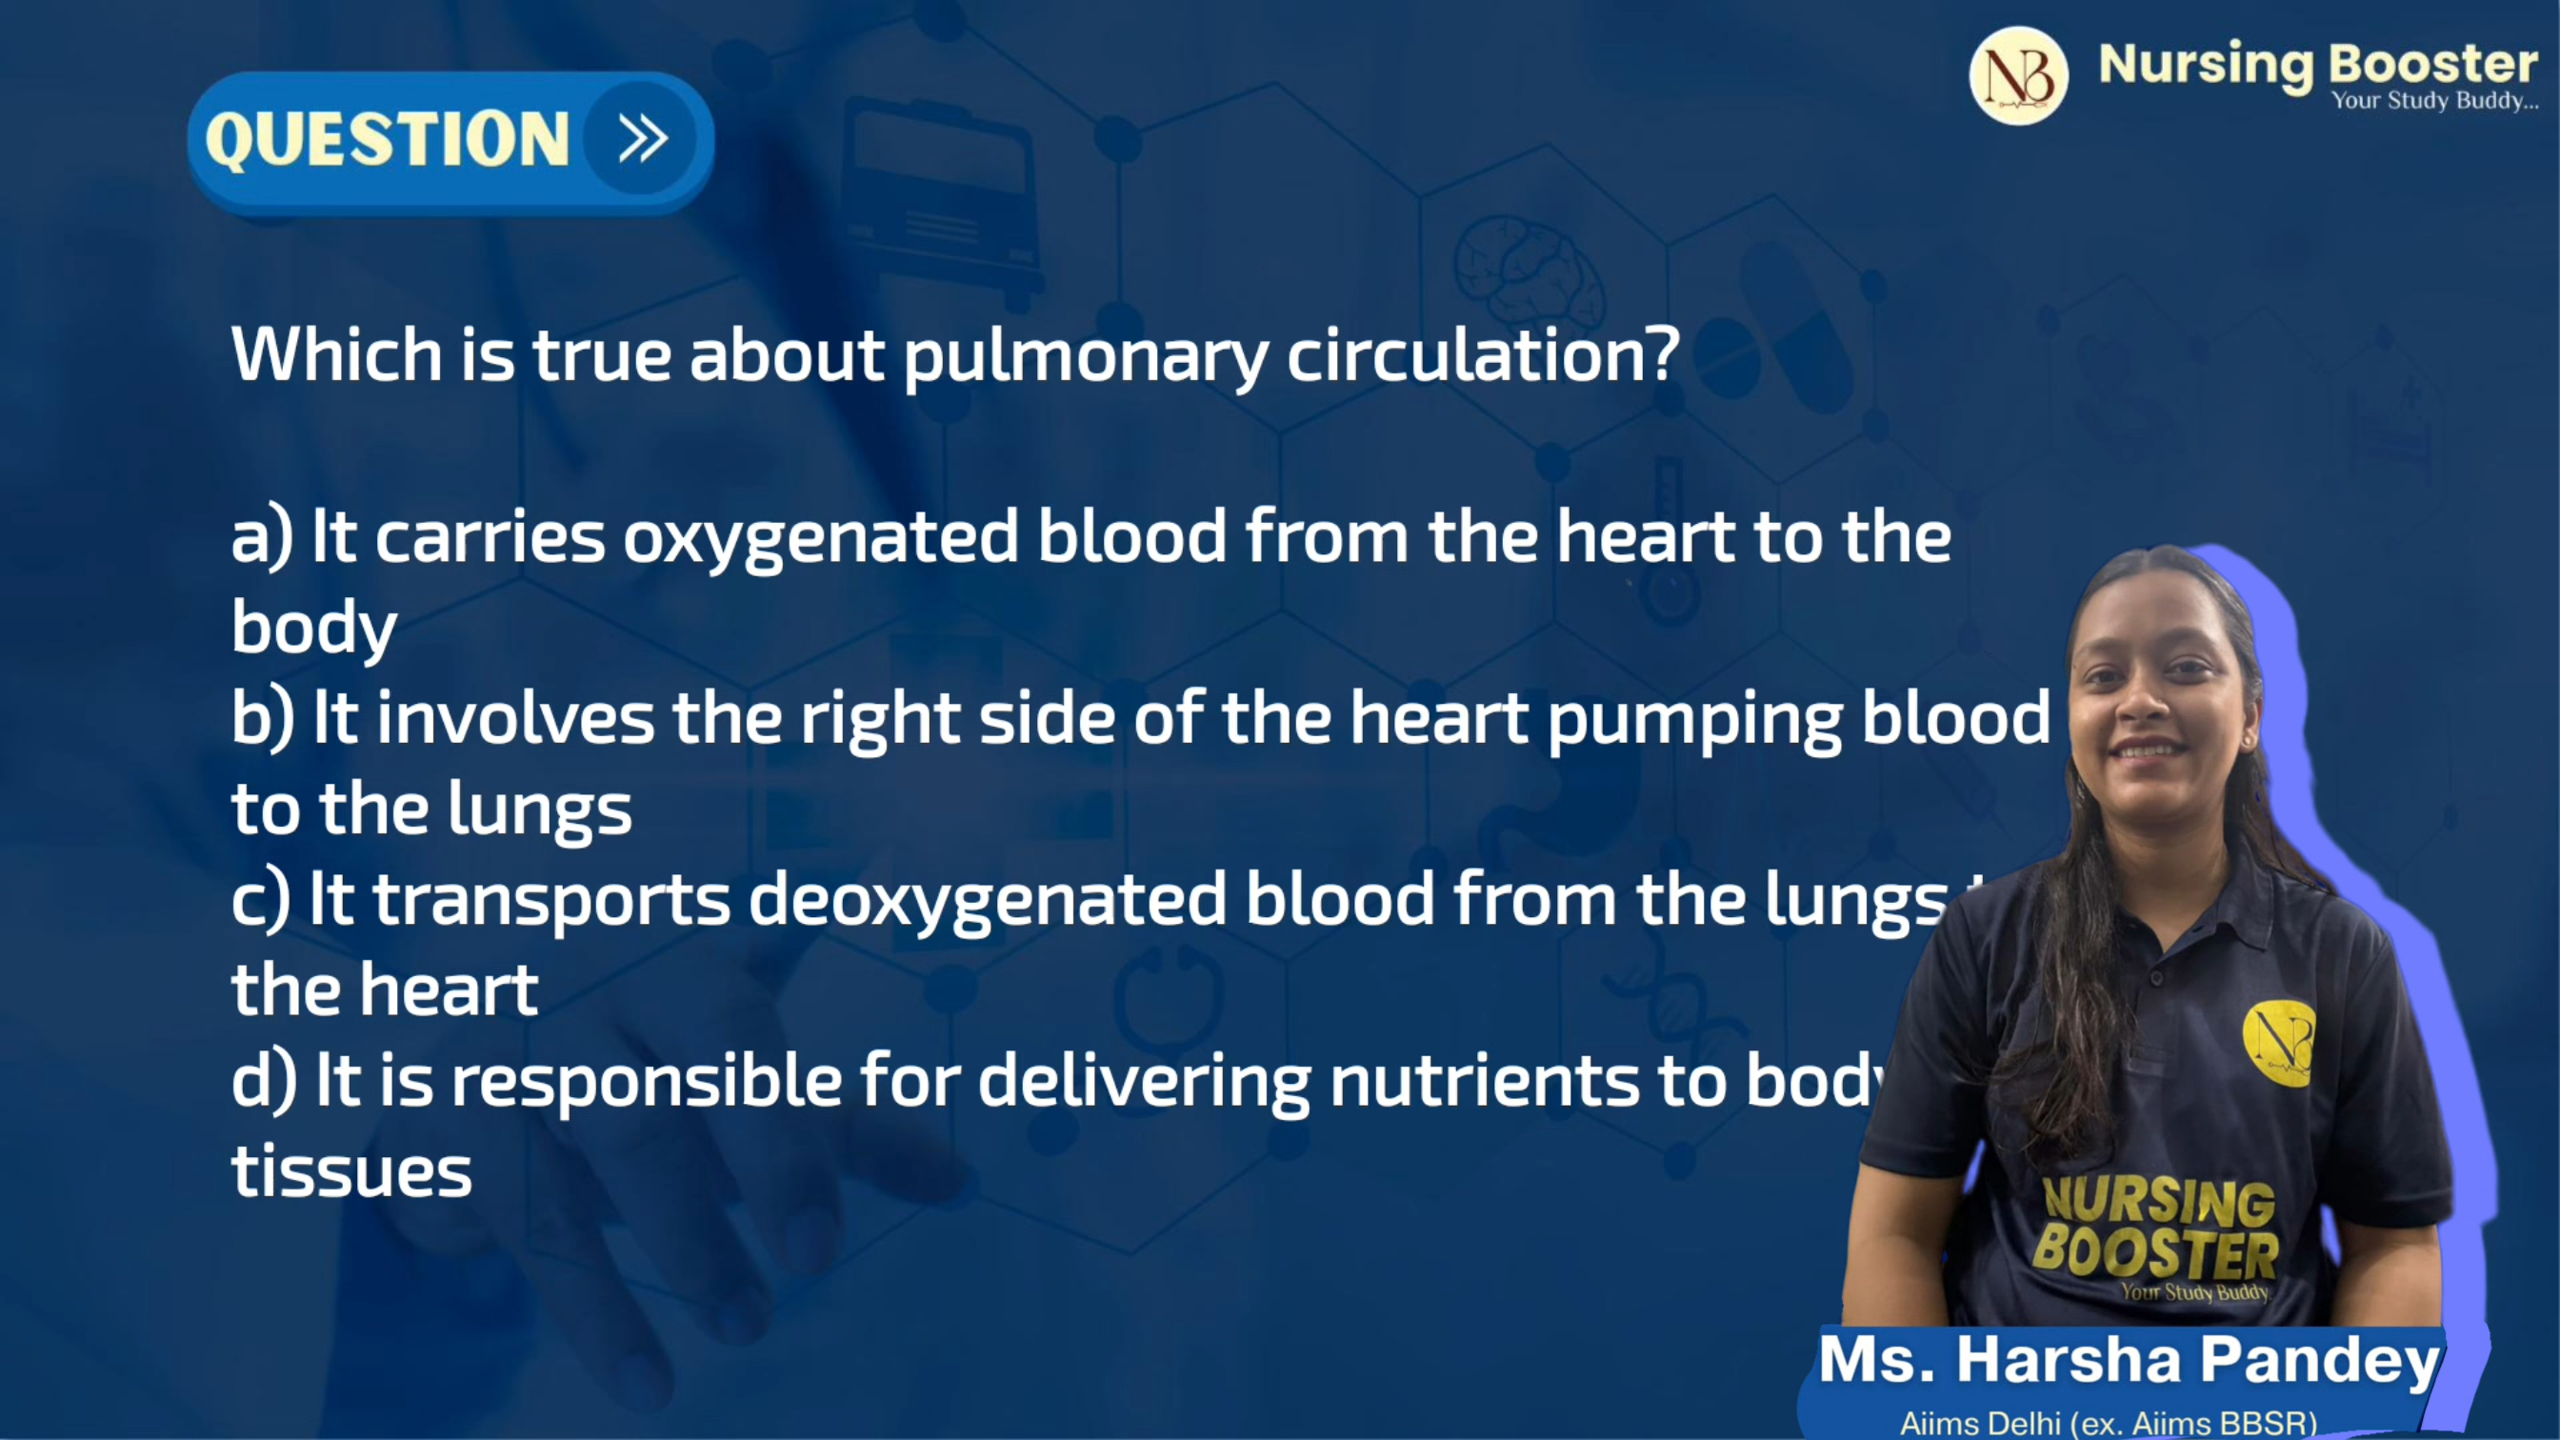 QUESTION
NB
Nursing Booster
Your Study Buddy...
Which is true about pulmonary circulation?
a) It carries oxygenated blood from the heart to the
body
b) It involves the right side of the heart pumping blood
to the lungs
c) It transports deoxygenated blood from the lungs
the heart
d) It is responsible for delivering nutrients to body
tissues
NB
NURSING
BOOSTER
Your Study Buddy
Ms. Harsha Pandey
Aiims Delhi (ex. Aiims BBSR)